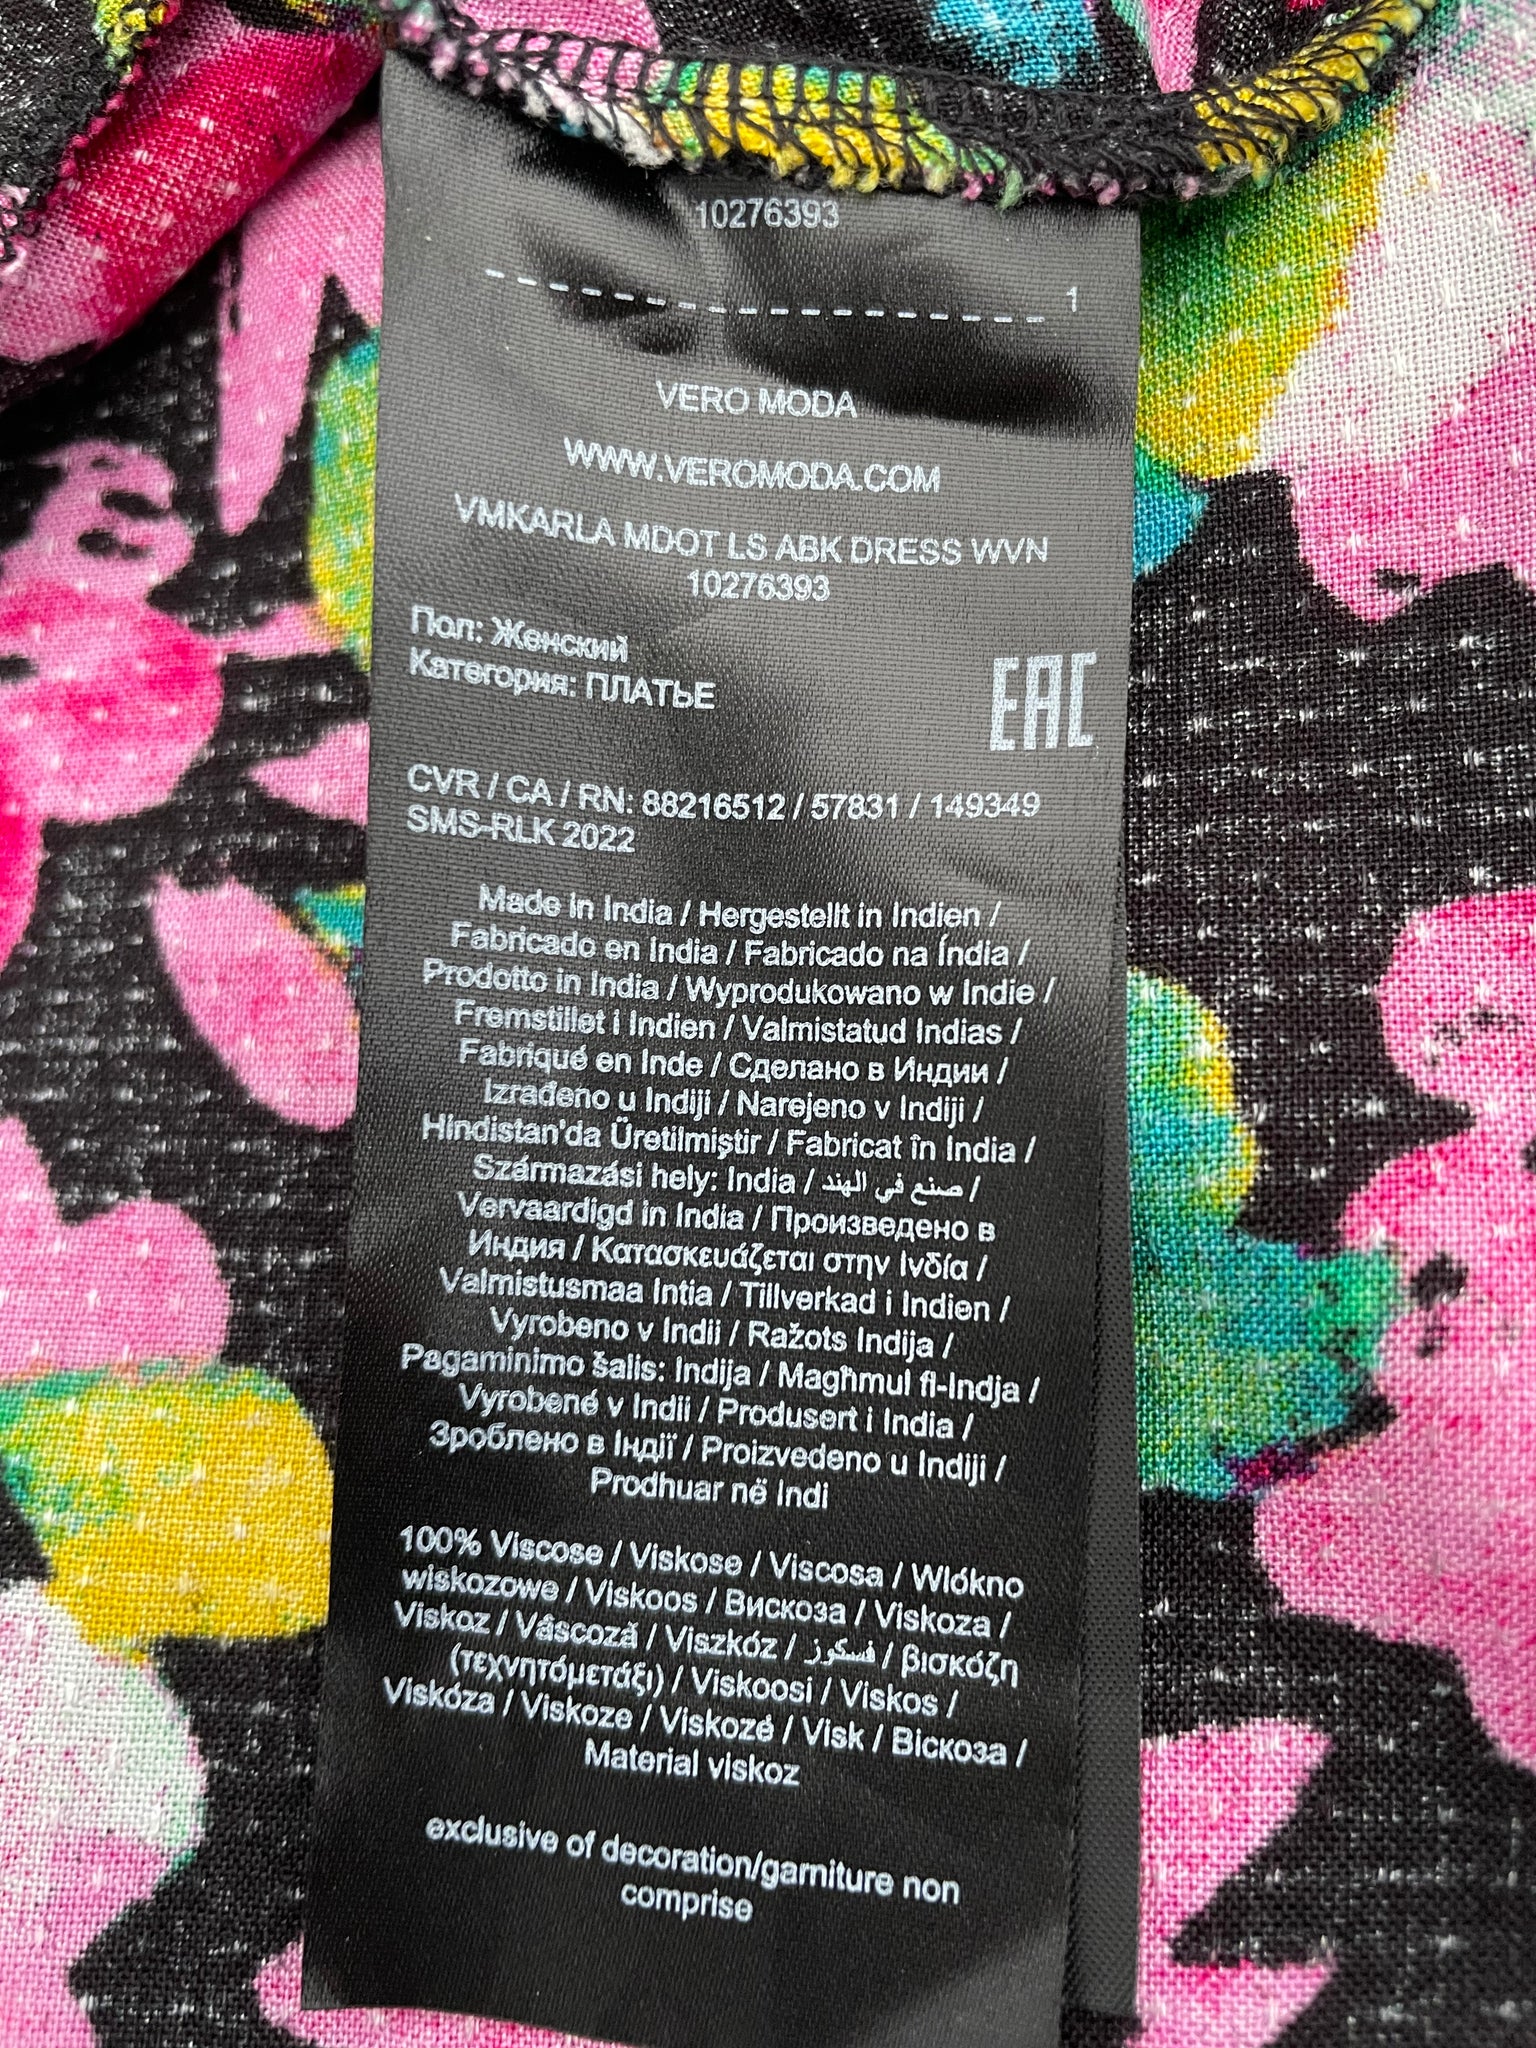 10276393
1
VERO MODA
WWW.VEROMODA.COM
VMKARLA MDOT LS ABK DRESS WVN
10276393
Пол: Женский
Категория: ПЛАТЬЕ
EAC
CVR / CA / RN: 88216512 / 57831 / 149349
SMS-RLK 2022
Made in India / Hergestellt in Indien /
Fabricado en India / Fabricado na Índia /
Prodotto in India / Wyprodukowano w Indie /
Fremstillet i Indien / Valmistatud Indias /
Fabriqué en Inde / Сделано в Индии /
Izrađeno u Indiji / Narejeno v Indiji /
Hindistan'da Üretilmiştir / Fabricat în India /
Származási hely: India / صنع في الهند /
Vervaardigd in India / Произведено в
Индия / Κατασκευάζεται στην Ινδία /
Valmistusmaa Intia / Tillverkad i Indien /
Vyrobeno v Indii / Ražots Indija /
Pagaminimo šalis: Indija / Magħmul fl-Indja /
Vyrobené v Indii / Produsert i India /
Зроблено в Індії / Proizvedeno u Indiji /
Prodhuar në Indi
100% Viscose / Viskose / Viscosa / Wlókno
wiskozowe / Viskoos / Вискоза / Viskoza /
Viskoz / Vâscoză / Viszkóz / فسكوز / βισκόζη
(τεχνητόμετάξι) / Viskoosi / Viskos /
Viskóza / Viskoze / Viskozė / Visk / Віскоза /
Material viskoz
exclusive of decoration/garniture non
comprise